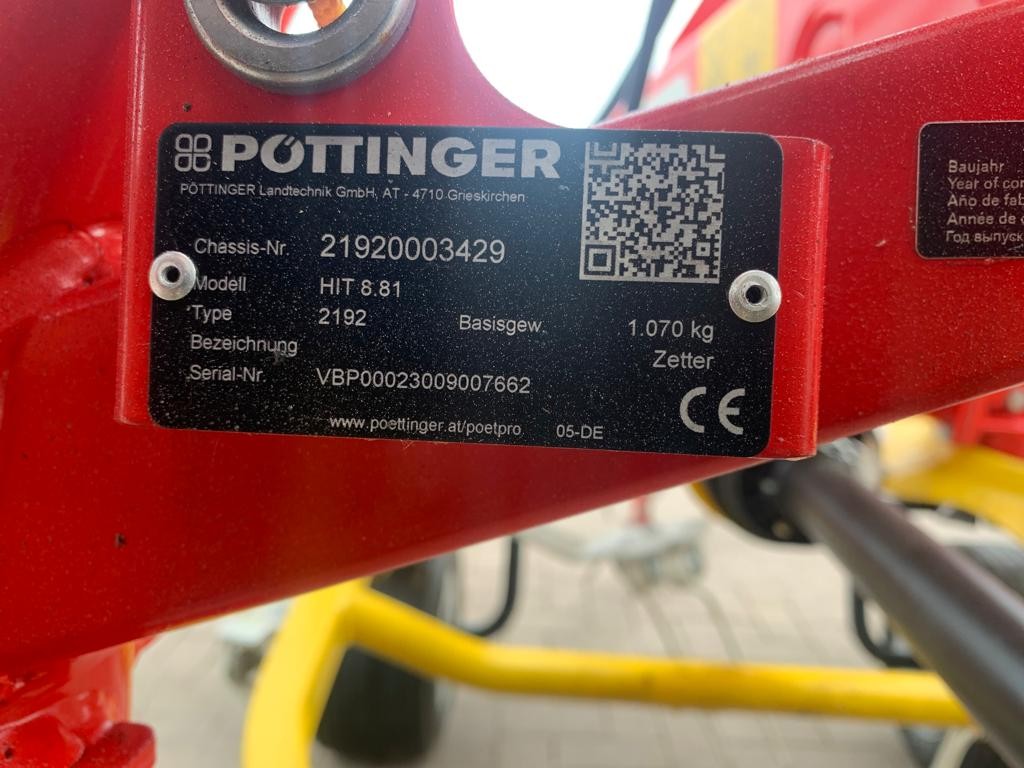 PÖTTINGER
PÖTTINGER Landtechnik GmbH, AT - 4710 Grieskirchen
Chassis-Nr. 21920003429
Modell HIT 8.81
Type 2192 Basisgew. 1.070 kg
Bezeichnung Zetter
Serial-Nr. VBP00023009007662
www.poettinger.at/poetpro 05-DE
CE
Baujahr
Year of
Año de
Année de
Год выпуск